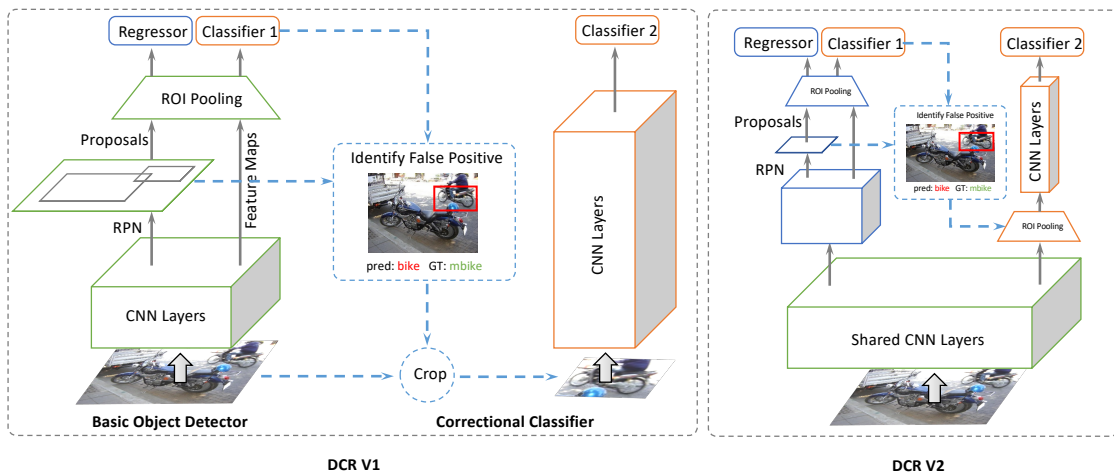 Regressor
Classifier 1
ROI Pooling
Proposals
Feature Maps
RPN
CNN Layers
Identify False Positive
pred: bike GT: mbike
Crop
Classifier 2
CNN Layers
Basic Object Detector
Correctional Classifier
DCR V1
Regressor
Classifier 1
Classifier 2
ROI Pooling
Proposals
RPN
Identify False Positive
pred: bike GT: mbike
CNN Layers
ROI Pooling
Shared CNN Layers
DCR V2